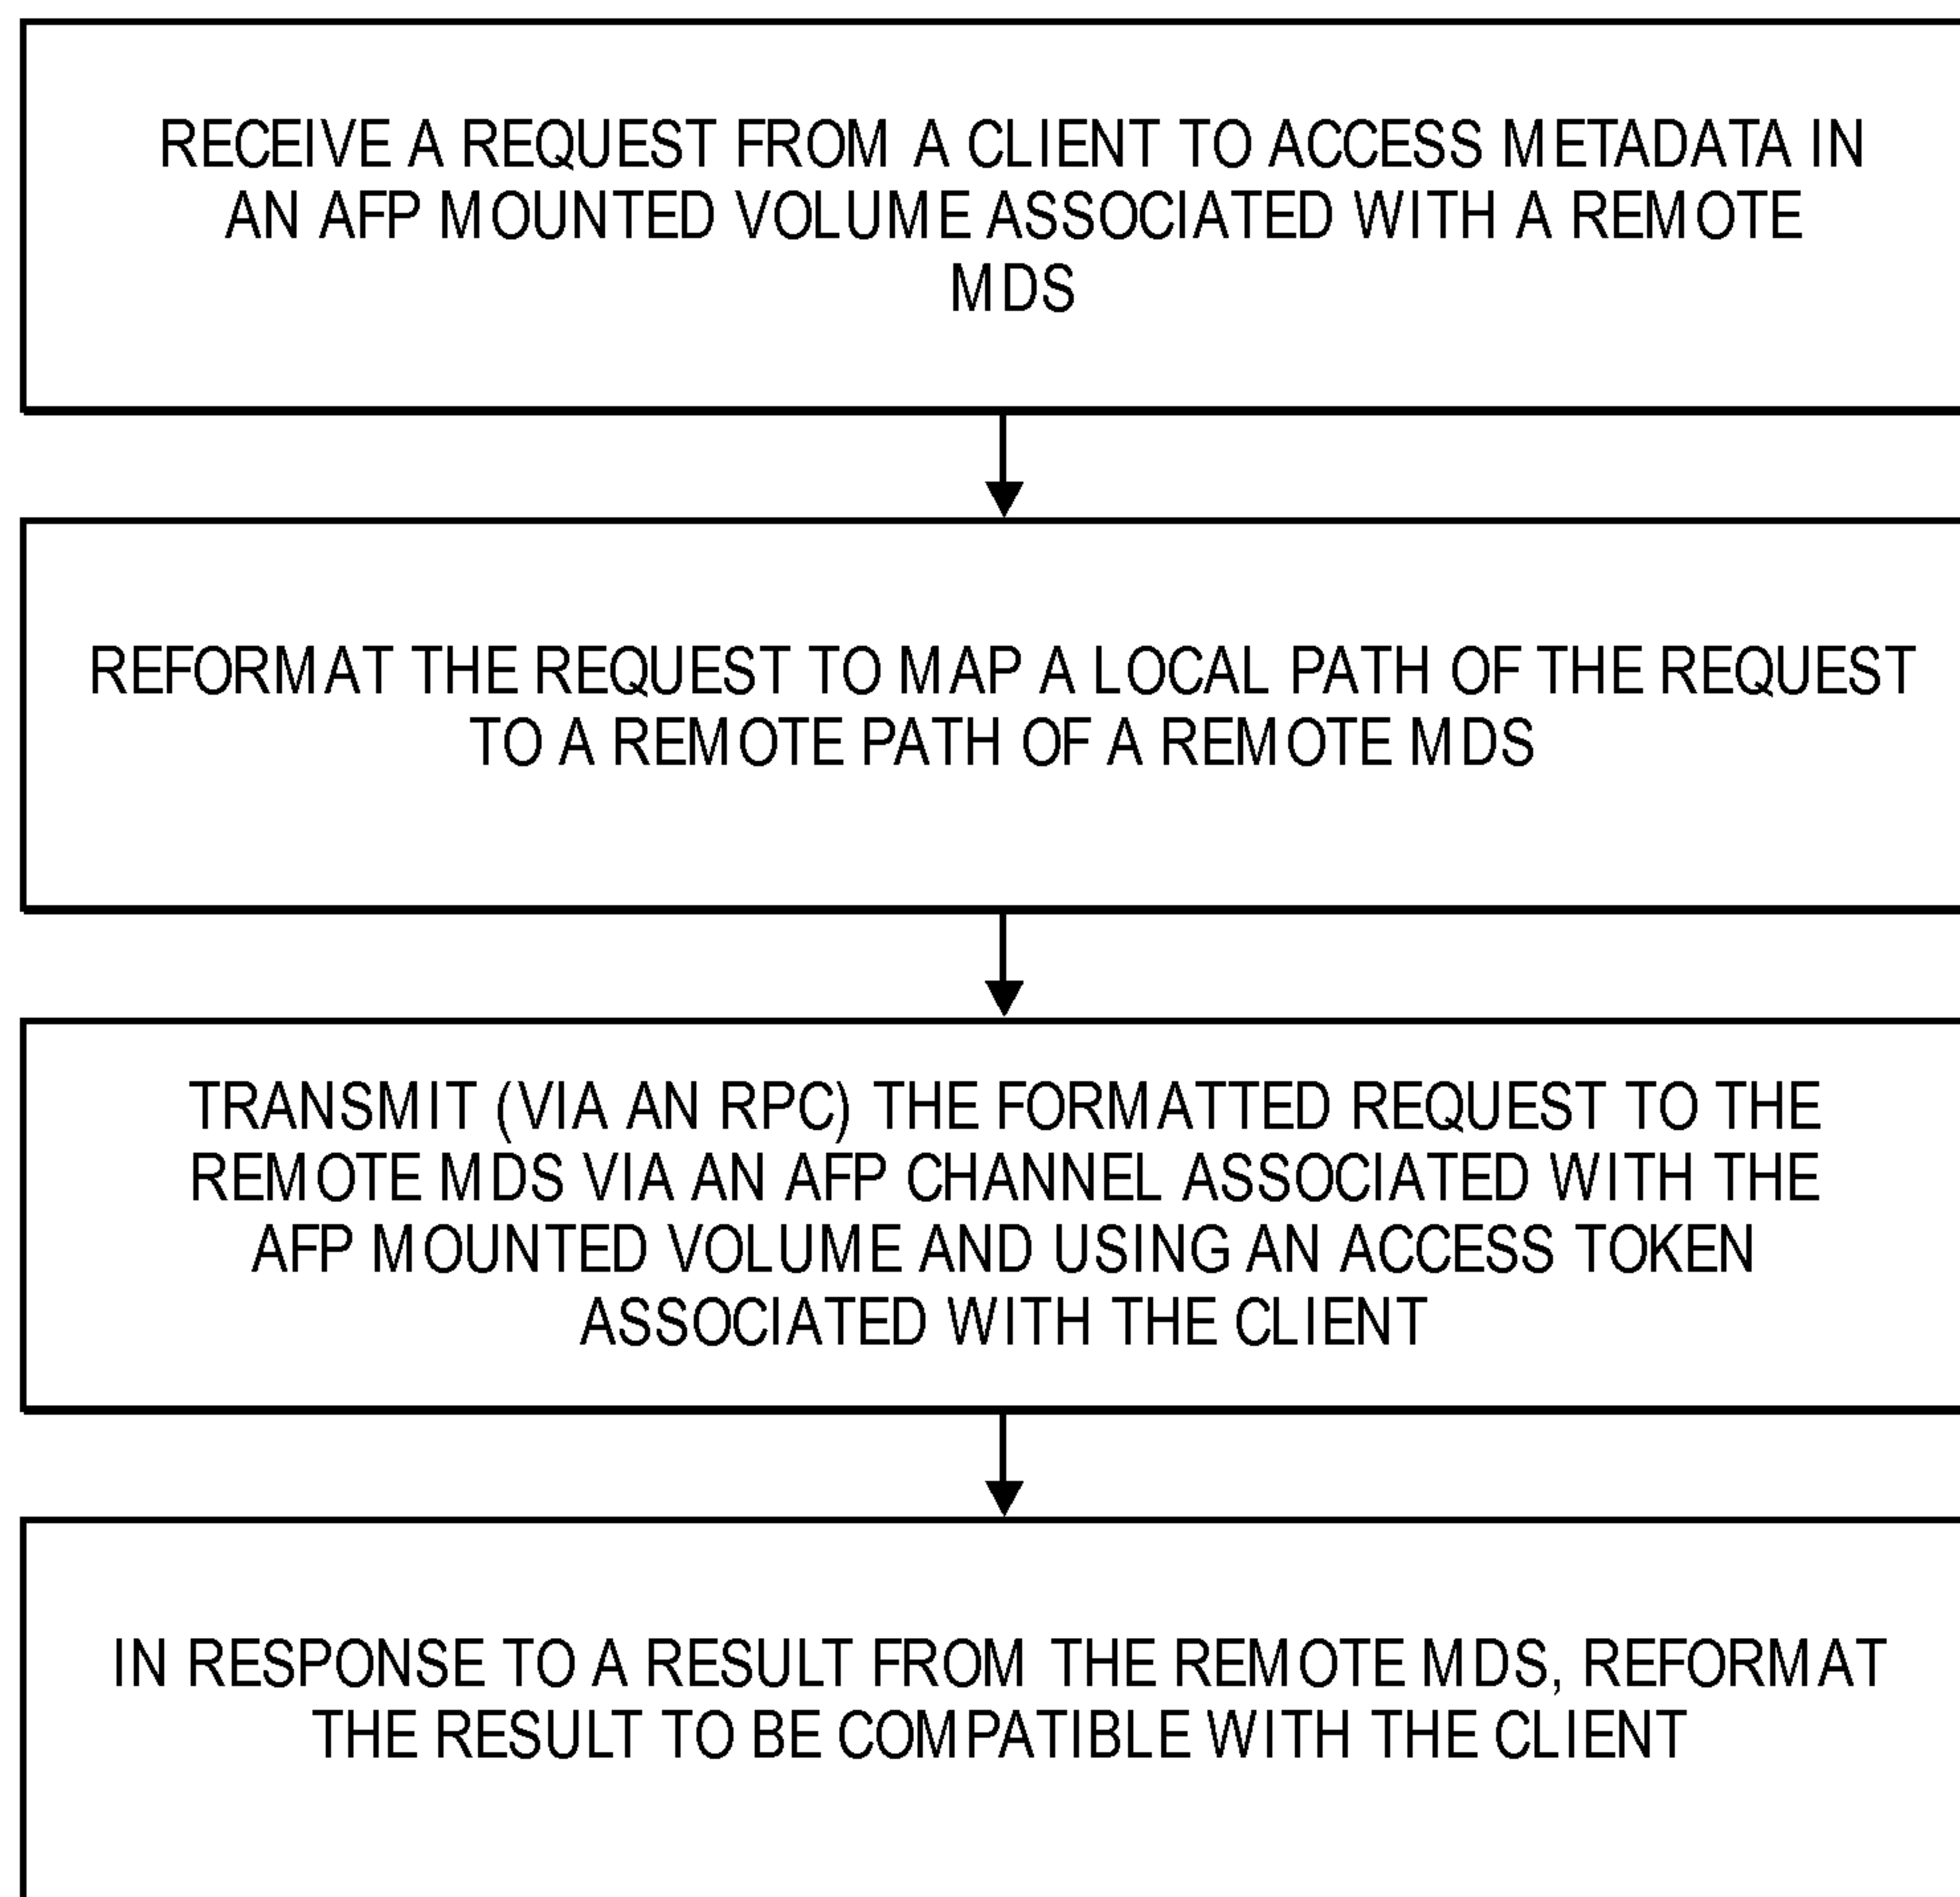 RECEIVE A REQUEST FROM A CLIENT TO ACCESS METADATA IN
AN AFP MOUNTED VOLUME ASSOCIATED WITH A REMOTE
MDS
REFORMAT THE REQUEST TO MAP A LOCAL PATH OF THE REQUEST
TO A REMOTE PATH OF A REMOTE MDS
TRANSMIT (VIA AN RPC) THE FORMATTED REQUEST TO THE
REMOTE MDS VIA AN AFP CHANNEL ASSOCIATED WITH THE
AFP MOUNTED VOLUME AND USING AN ACCESS TOKEN
ASSOCIATED WITH THE CLIENT
IN RESPONSE TO A RESULT FROM THE REMOTE MDS, REFORMAT
THE RESULT TO BE COMPATIBLE WITH THE CLIENT